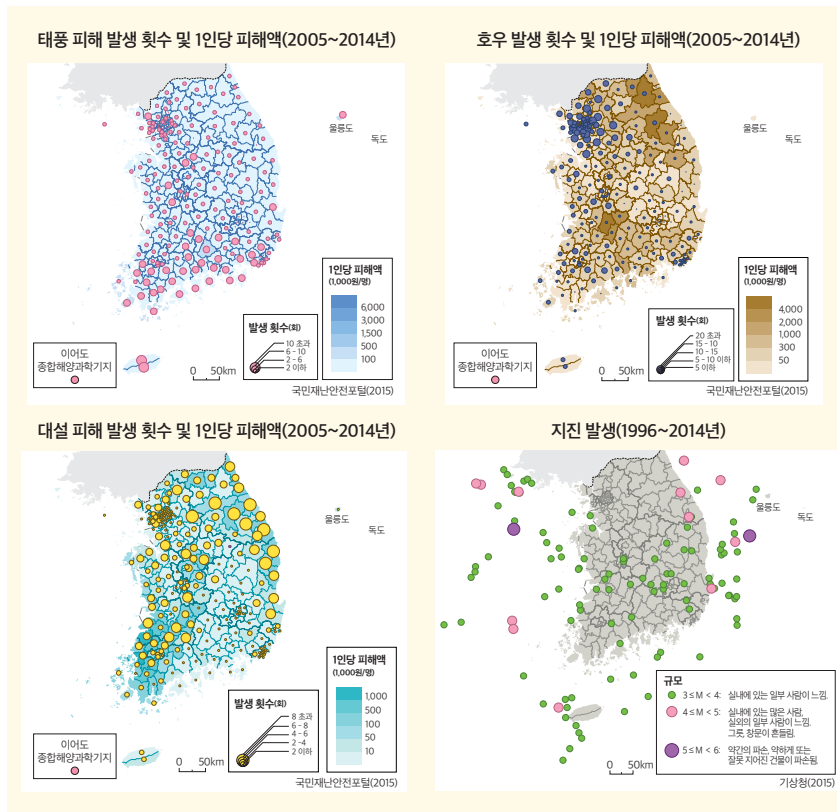 태풍 피해 발생 횟수 및 1인당 피해액(2005~2014년)
울릉도
독도
1인당 피해액
(1,000원/명)
6,000
3,000
1,500
500
100
발생 횟수(회)
10 초과
6 - 10
2 - 6
2 이하
이어도
종합해양과학기지
0 50km
국민재난안전포털(2015)
호우 발생 횟수 및 1인당 피해액(2005~2014년)
울릉도
독도
1인당 피해액
(1,000원/명)
4,000
2,000
1,000
300
50
발생 횟수(회)
20 초과
15 - 10
10 - 15
5 - 10 이하
5 이하
이어도
종합해양과학기지
0 50km
국민재난안전포털(2015)
대설 피해 발생 횟수 및 1인당 피해액(2005~2014년)
울릉도
독도
1인당 피해액
(1,000원/명)
1,000
500
100
50
10
발생 횟수(회)
8 초과
6 - 8
4 - 6
2 -4
2 이하
이어도
종합해양과학기지
0 50km
국민재난안전포털(2015)
지진 발생(1996~2014년)
울릉도
독도
규모
3 ≤ M < 4: 실내에 있는 일부 사람이 느낌.
4 ≤ M < 5: 실내에 있는 많은 사람,
실외의 일부 사람이 느낌.
그릇, 창문이 흔들림.
5 ≤ M < 6: 약간의 파손, 약하게 또는
잘못 지어진 건물이 파손됨.
0 50km
기상청(2015)